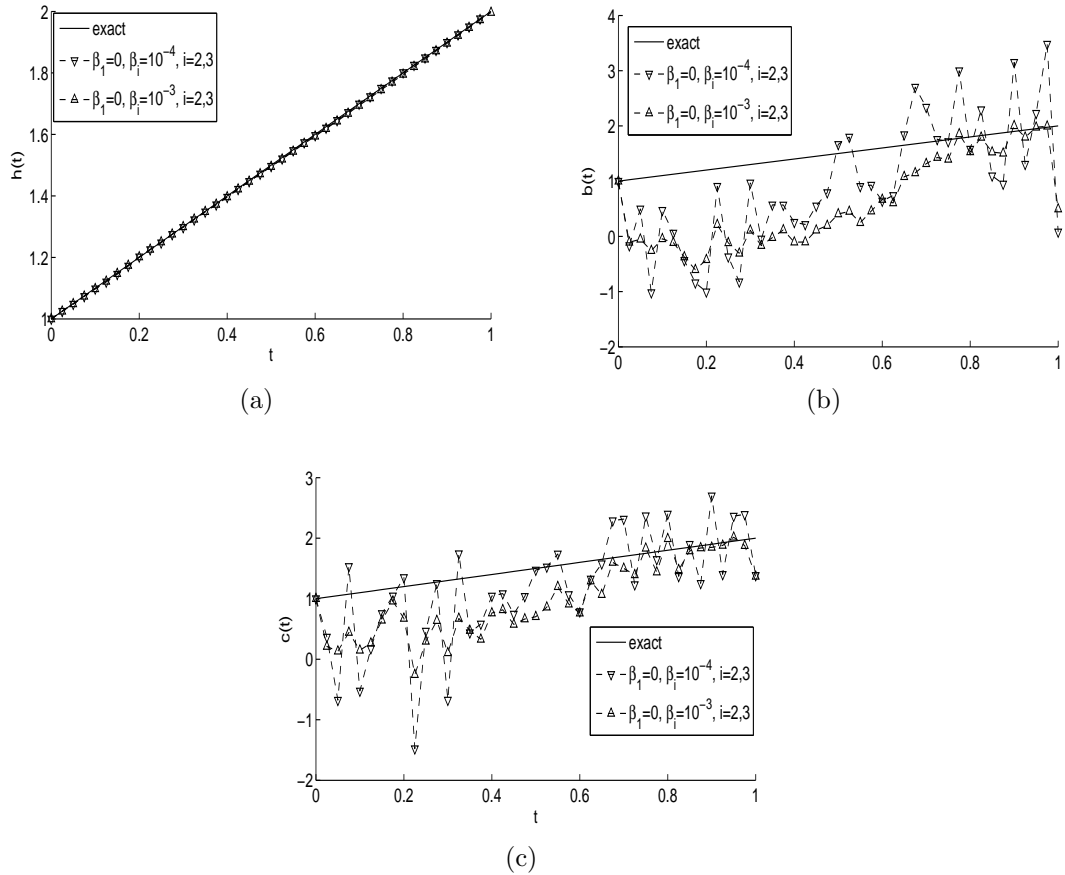 2
1.8
1.6
1.4
1.2
1
h(t)
exact
β₁=0, βᵢ=10⁻⁴, i=2,3
β₁=0, βᵢ=10⁻³, i=2,3
0.2
0.4
0.6
0.8
1
t
(a)
4
3
2
1
0
−1
−2
b(t)
exact
β₁=0, βᵢ=10⁻⁴, i=2,3
β₁=0, βᵢ=10⁻³, i=2,3
0
0.2
0.4
0.6
0.8
1
(b)
3
2
1
0
−1
−2
c(t)
exact
β₁=0, βᵢ=10⁻⁴, i=2,3
β₁=0, βᵢ=10⁻³, i=2,3
0
0.2
0.4
0.6
0.8
1
t
(c)